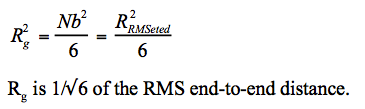 R_g^2 = Nb^2/6 = R_RMSeted^2/6
R_g is 1/√6 of the RMS end-to-end distance.